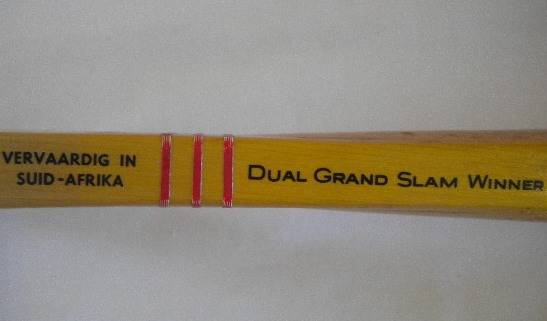 VERVAARDIG IN
SUID-AFRIKA
DUAL GRAND SLAM WINNER